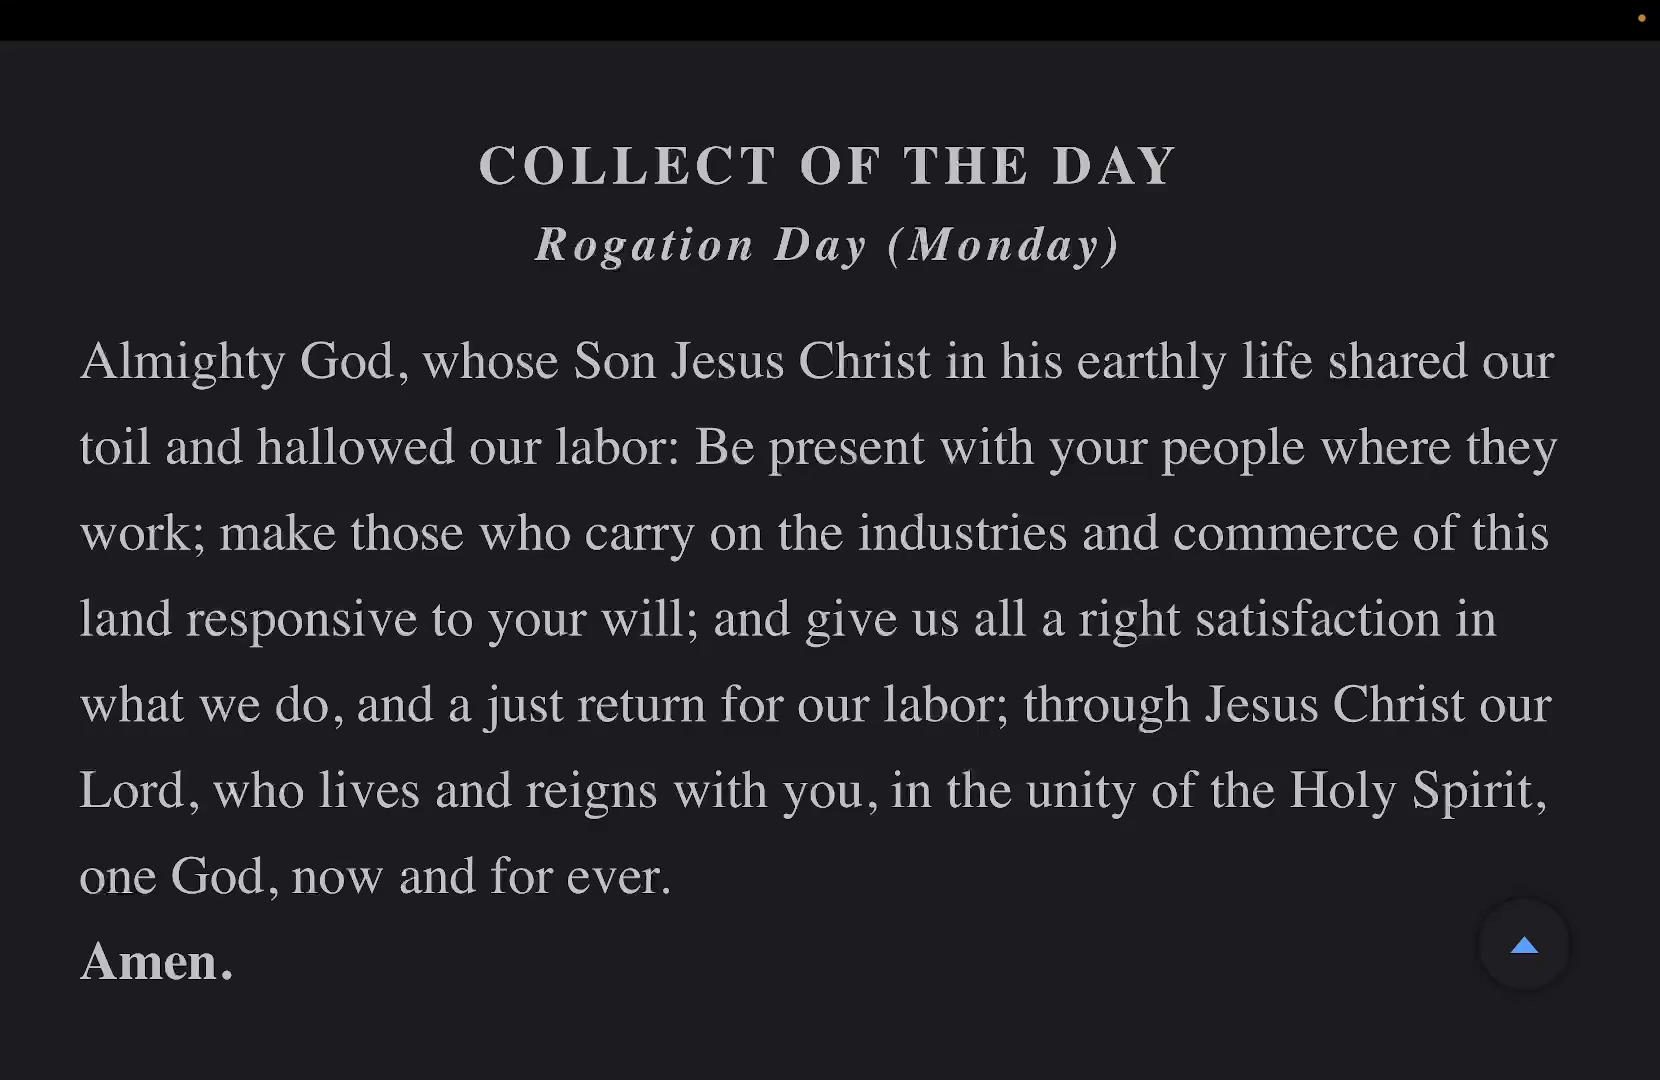 COLLECT OF THE DAY
Rogation Day (Monday)
Almighty God, whose Son Jesus Christ in his earthly life shared our
toil and hallowed our labor: Be present with your people where they
work; make those who carry on the industries and commerce of this
land responsive to your will; and give us all a right satisfaction in
what we do, and a just return for our labor; through Jesus Christ our
Lord, who lives and reigns with you, in the unity of the Holy Spirit,
one God, now and for ever.
Amen.